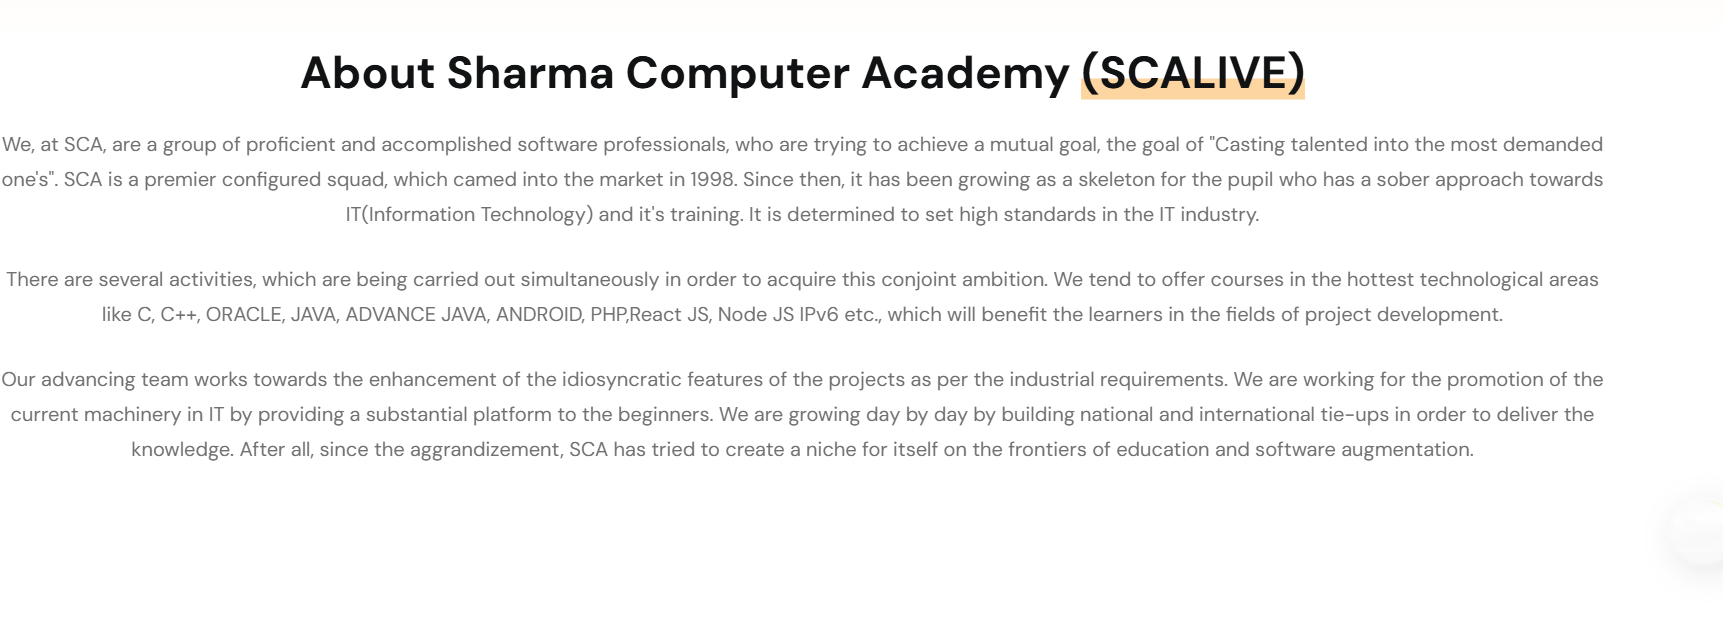 About Sharma Computer Academy (SCALIVE)
We, at SCA, are a group of proficient and accomplished software professionals, who are trying to achieve a mutual goal, the goal of "Casting talented into the most demanded
one's". SCA is a premier configured squad, which camed into the market in 1998. Since then, it has been growing as a skeleton for the pupil who has a sober approach towards
IT(Information Technology) and it's training. It is determined to set high standards in the IT industry.
There are several activities, which are being carried out simultaneously in order to acquire this conjoint ambition. We tend to offer courses in the hottest technological areas
like C, C++, ORACLE, JAVA, ADVANCE JAVA, ANDROID, PHP,React JS, Node JS IPv6 etc., which will benefit the learners in the fields of project development.
Our advancing team works towards the enhancement of the idiosyncratic features of the projects as per the industrial requirements. We are working for the promotion of the
current machinery in IT by providing a substantial platform to the beginners. We are growing day by day by building national and international tie-ups in order to deliver the
knowledge. After all, since the aggrandizement, SCA has tried to create a niche for itself on the frontiers of education and software augmentation.